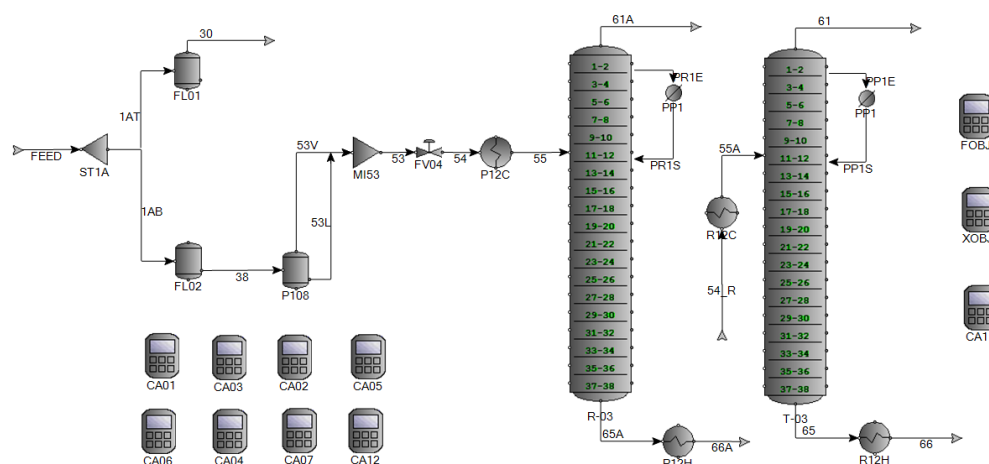 30
61A
61
FL01
1-2
3-4
5-6
7-8
9-10
11-12
13-14
15-16
17-18
19-20
21-22
23-24
25-26
27-28
29-30
31-32
33-34
35-36
37-38
PR1E
PP1
PR1S
1-2
3-4
5-6
7-8
9-10
11-12
13-14
15-16
17-18
19-20
21-22
23-24
25-26
27-28
29-30
31-32
33-34
35-36
37-38
PP1E
PP1
PP1S
1AT
FEED
ST1A
1AB
FL02
38
P108
53V
53L
MI53
53
FV04
54
P12C
55
55A
R12C
54_R
FOBJ
XOBJ
CA1
CA01
CA03
CA02
CA05
CA06
CA04
CA07
CA12
R-03
65A
66A
T-03
65
R12H
66